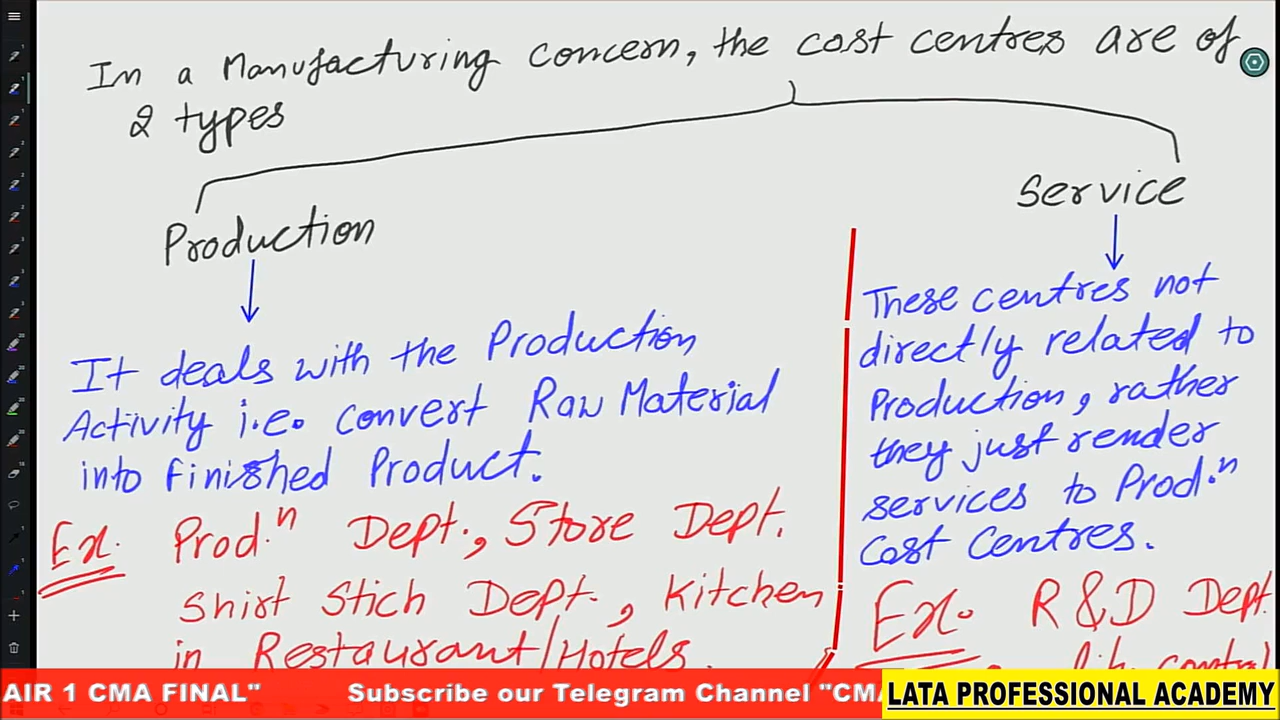 In a Manufacturing concern, the cost centres are of
2 types
Production
It deals with the Production
Activity i.e. convert Raw Material
into Finished Product.
Ex. Prod.n Dept., Store Dept.
Shirt Stich Dept., Kitchen
in Restaurant/Hotels.
Service
These centres not
directly related to
Production, rather
they just render
services to Prod.n
Cost Centres.
Ex. R&D Dept.
control
AIR 1 CMA FINAL" Subscribe our Telegram Channel "CMA
LATA PROFESSIONAL ACADEMY